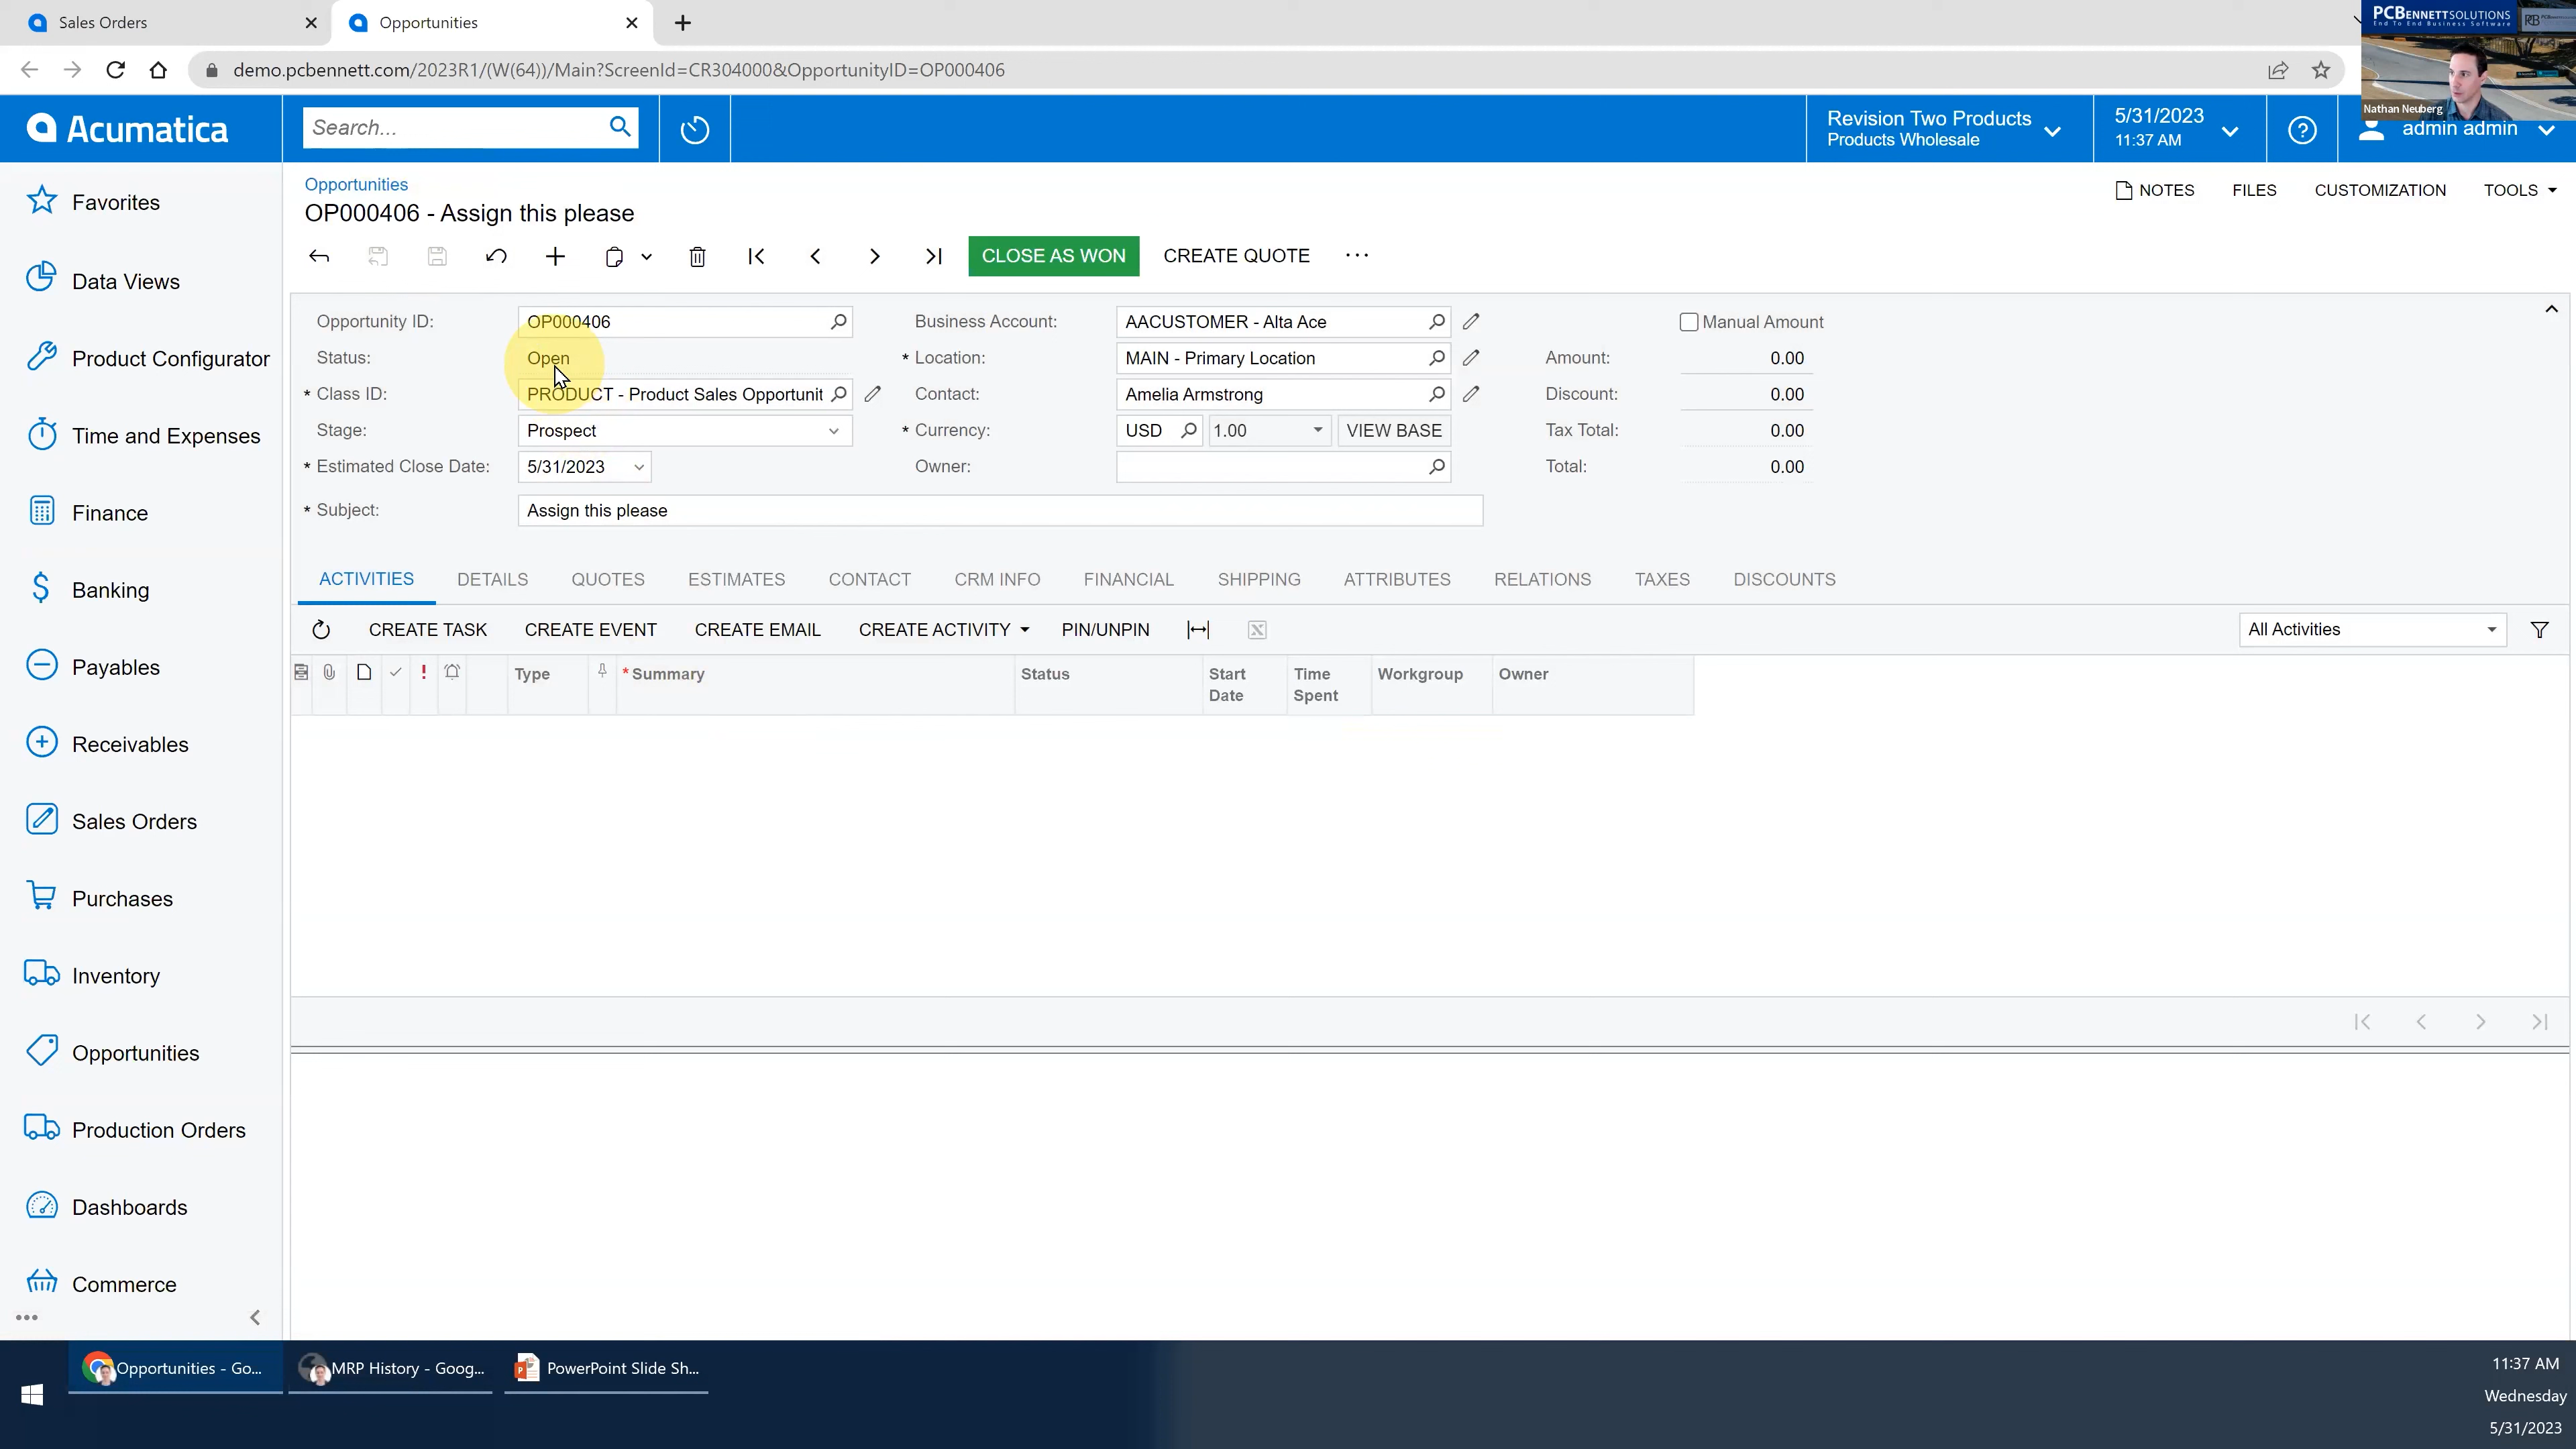 Sales Orders
Opportunities
demo.pcbennett.com/2023R1/(W(64))/Main?ScreenId=CR304000&OpportunityID=OP000406
PCBENNETTSOLUTIONS
End To End Business Software
PCB
Nathan Neuberg
Acumatica
Search...
Revision Two Products
Products Wholesale
5/31/2023
11:37 AM
admin admin
Favorites
Data Views
Product Configurator
Time and Expenses
Finance
Banking
Payables
Receivables
Sales Orders
Purchases
Inventory
Opportunities
Production Orders
Dashboards
Commerce
Opportunities
OP000406 - Assign this please
NOTES FILES CUSTOMIZATION TOOLS
CLOSE AS WON CREATE QUOTE
Opportunity ID: OP000406
Status: Open
* Class ID: PRODUCT - Product Sales Opportunit
Stage: Prospect
* Estimated Close Date: 5/31/2023
* Subject: Assign this please
Business Account: AACUSTOMER - Alta Ace
* Location: MAIN - Primary Location
Contact: Amelia Armstrong
* Currency: USD 1.00 VIEW BASE
Owner:
Manual Amount
Amount: 0.00
Discount: 0.00
Tax Total: 0.00
Total: 0.00
ACTIVITIES DETAILS QUOTES ESTIMATES CONTACT CRM INFO FINANCIAL SHIPPING ATTRIBUTES RELATIONS TAXES DISCOUNTS
CREATE TASK CREATE EVENT CREATE EMAIL CREATE ACTIVITY PIN/UNPIN All Activities
Type * Summary Status Start Date Time Spent Workgroup Owner
Opportunities - Go...
MRP History - Goog...
PowerPoint Slide Sh...
11:37 AM
Wednesday
5/31/2023